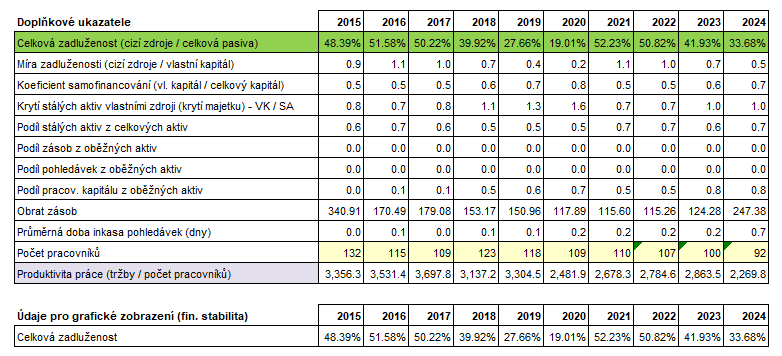 Doplňkové ukazatele 2015 2016 2017 2018 2019 2020 2021 2022 2023 2024
Celková zadluženost (cizí zdroje / celková pasiva) 48.39% 51.58% 50.22% 39.92% 27.66% 19.01% 52.23% 50.82% 41.93% 33.68%
Míra zadluženosti (cizí zdroje / vlastní kapitál) 0.9 1.1 1.0 0.7 0.4 0.2 1.1 1.0 0.7 0.5
Koeficient samofinancování (vl. kapitál / celkový kapitál) 0.5 0.5 0.5 0.6 0.7 0.8 0.5 0.5 0.6 0.7
Krytí stálých aktiv vlastními zdroji (krytí majetku) - VK / SA 0.8 0.7 0.8 1.1 1.3 1.6 0.7 0.7 1.0 1.0
Podíl stálých aktiv z celkových aktiv 0.6 0.7 0.6 0.5 0.5 0.5 0.7 0.7 0.6 0.7
Podíl zásob z oběžných aktiv 0.0 0.0 0.0 0.0 0.0 0.0 0.0 0.0 0.0 0.0
Podíl pohledávek z oběžných aktiv 0.0 0.0 0.0 0.0 0.0 0.0 0.0 0.0 0.0 0.0
Podíl pracov. kapitálu z oběžných aktiv 0.0 0.1 0.1 0.5 0.6 0.7 0.5 0.5 0.8 0.8
Obrat zásob 340.91 170.49 179.08 153.17 150.96 117.89 115.60 115.26 124.28 247.38
Průměrná doba inkasa pohledávek (dny) 0.0 0.1 0.0 0.1 0.1 0.2 0.2 0.2 0.2 0.7
Počet pracovníků 132 115 109 123 118 109 110 107 100 92
Produktivita práce (tržby / počet pracovníků) 3,356.3 3,531.4 3,697.8 3,137.2 3,304.5 2,481.9 2,678.3 2,784.6 2,863.5 2,269.8
Údaje pro grafické zobrazení (fin. stabilita) 2015 2016 2017 2018 2019 2020 2021 2022 2023 2024
Celková zadluženost 48.39% 51.58% 50.22% 39.92% 27.66% 19.01% 52.23% 50.82% 41.93% 33.68%